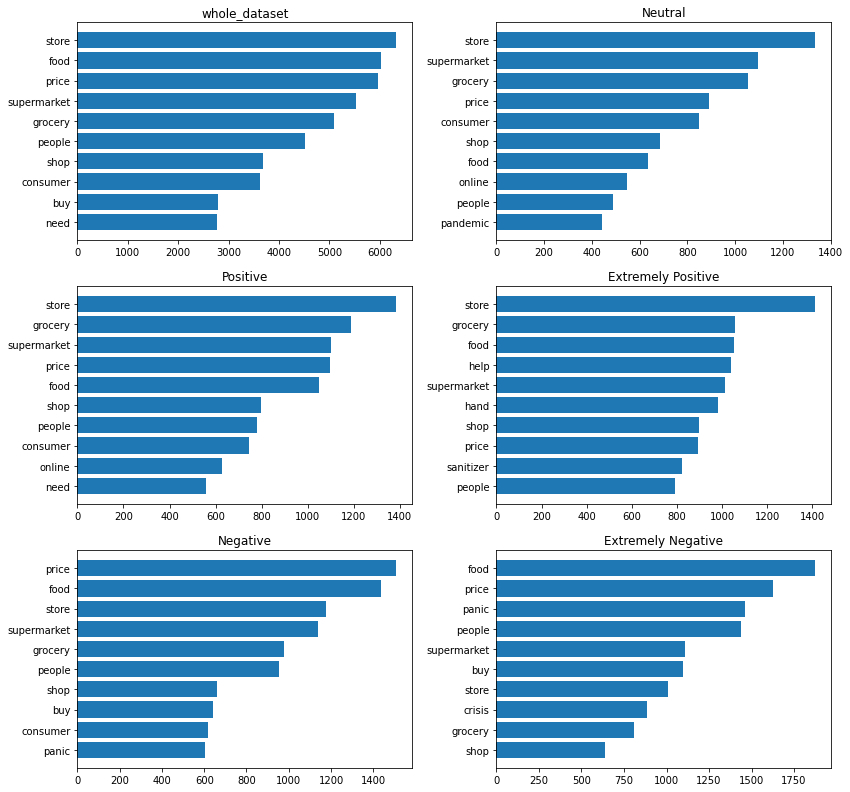 whole_dataset
store
food
price
supermarket
grocery
people
shop
consumer
buy
need
0 1000 2000 3000 4000 5000 6000
Neutral
store
supermarket
grocery
price
consumer
shop
food
online
people
pandemic
0 200 400 600 800 1000 1200 1400
Positive
store
grocery
supermarket
price
food
shop
people
consumer
online
need
0 200 400 600 800 1000 1200 1400
Extremely Positive
store
grocery
food
help
supermarket
hand
shop
price
sanitizer
people
0 200 400 600 800 1000 1200 1400
Negative
price
food
store
supermarket
grocery
people
shop
buy
consumer
panic
0 200 400 600 800 1000 1200 1400
Extremely Negative
food
price
panic
people
supermarket
buy
store
crisis
grocery
shop
0 250 500 750 1000 1250 1500 1750